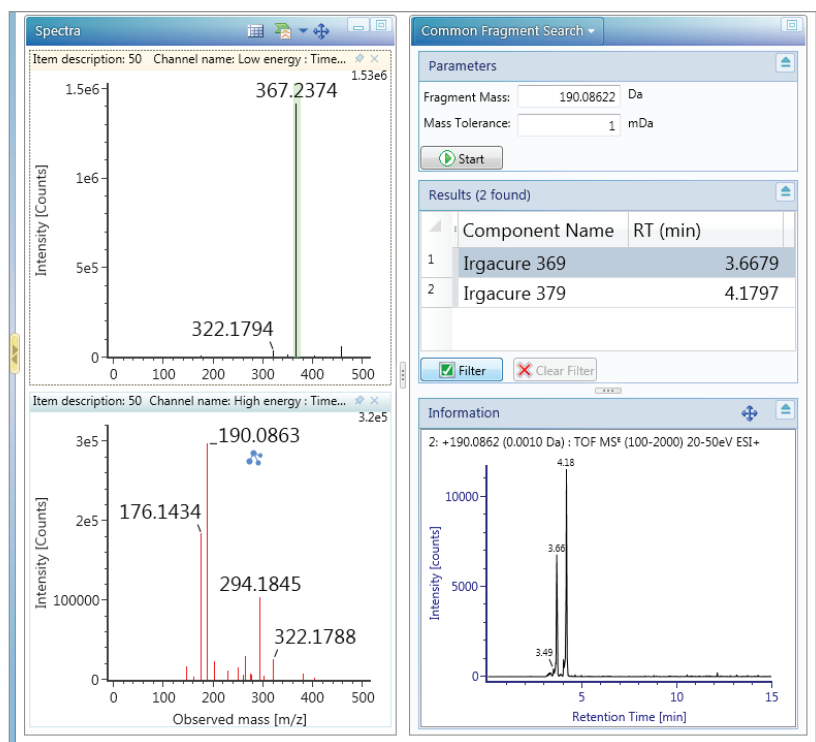 Spectra
Item description: 50 Channel name: Low energy : Time...
1.53e6
367.2374
1.5e6
1e6
5e5
0
322.1794
Intensity [Counts]
0 100 200 300 400 500
Item description: 50 Channel name: High energy : Time...
3.2e5
190.0863
3e5
176.1434
2e5
294.1845
100000
322.1788
0
Intensity [Counts]
0 100 200 300 400 500
Observed mass [m/z]
Common Fragment Search
Parameters
Fragment Mass: 190.08622 Da
Mass Tolerance: 1 mDa
Start
Results (2 found)
Component Name RT (min)
1 Irgacure 369 3.6679
2 Irgacure 379 4.1797
Filter Clear Filter
Information
2: +190.0862 (0.0010 Da) : TOF MSᴱ (100-2000) 20-50eV ESI+
4.18
10000
3.66
5000
3.49
0
Intensity [counts]
5 10 15
Retention Time [min]